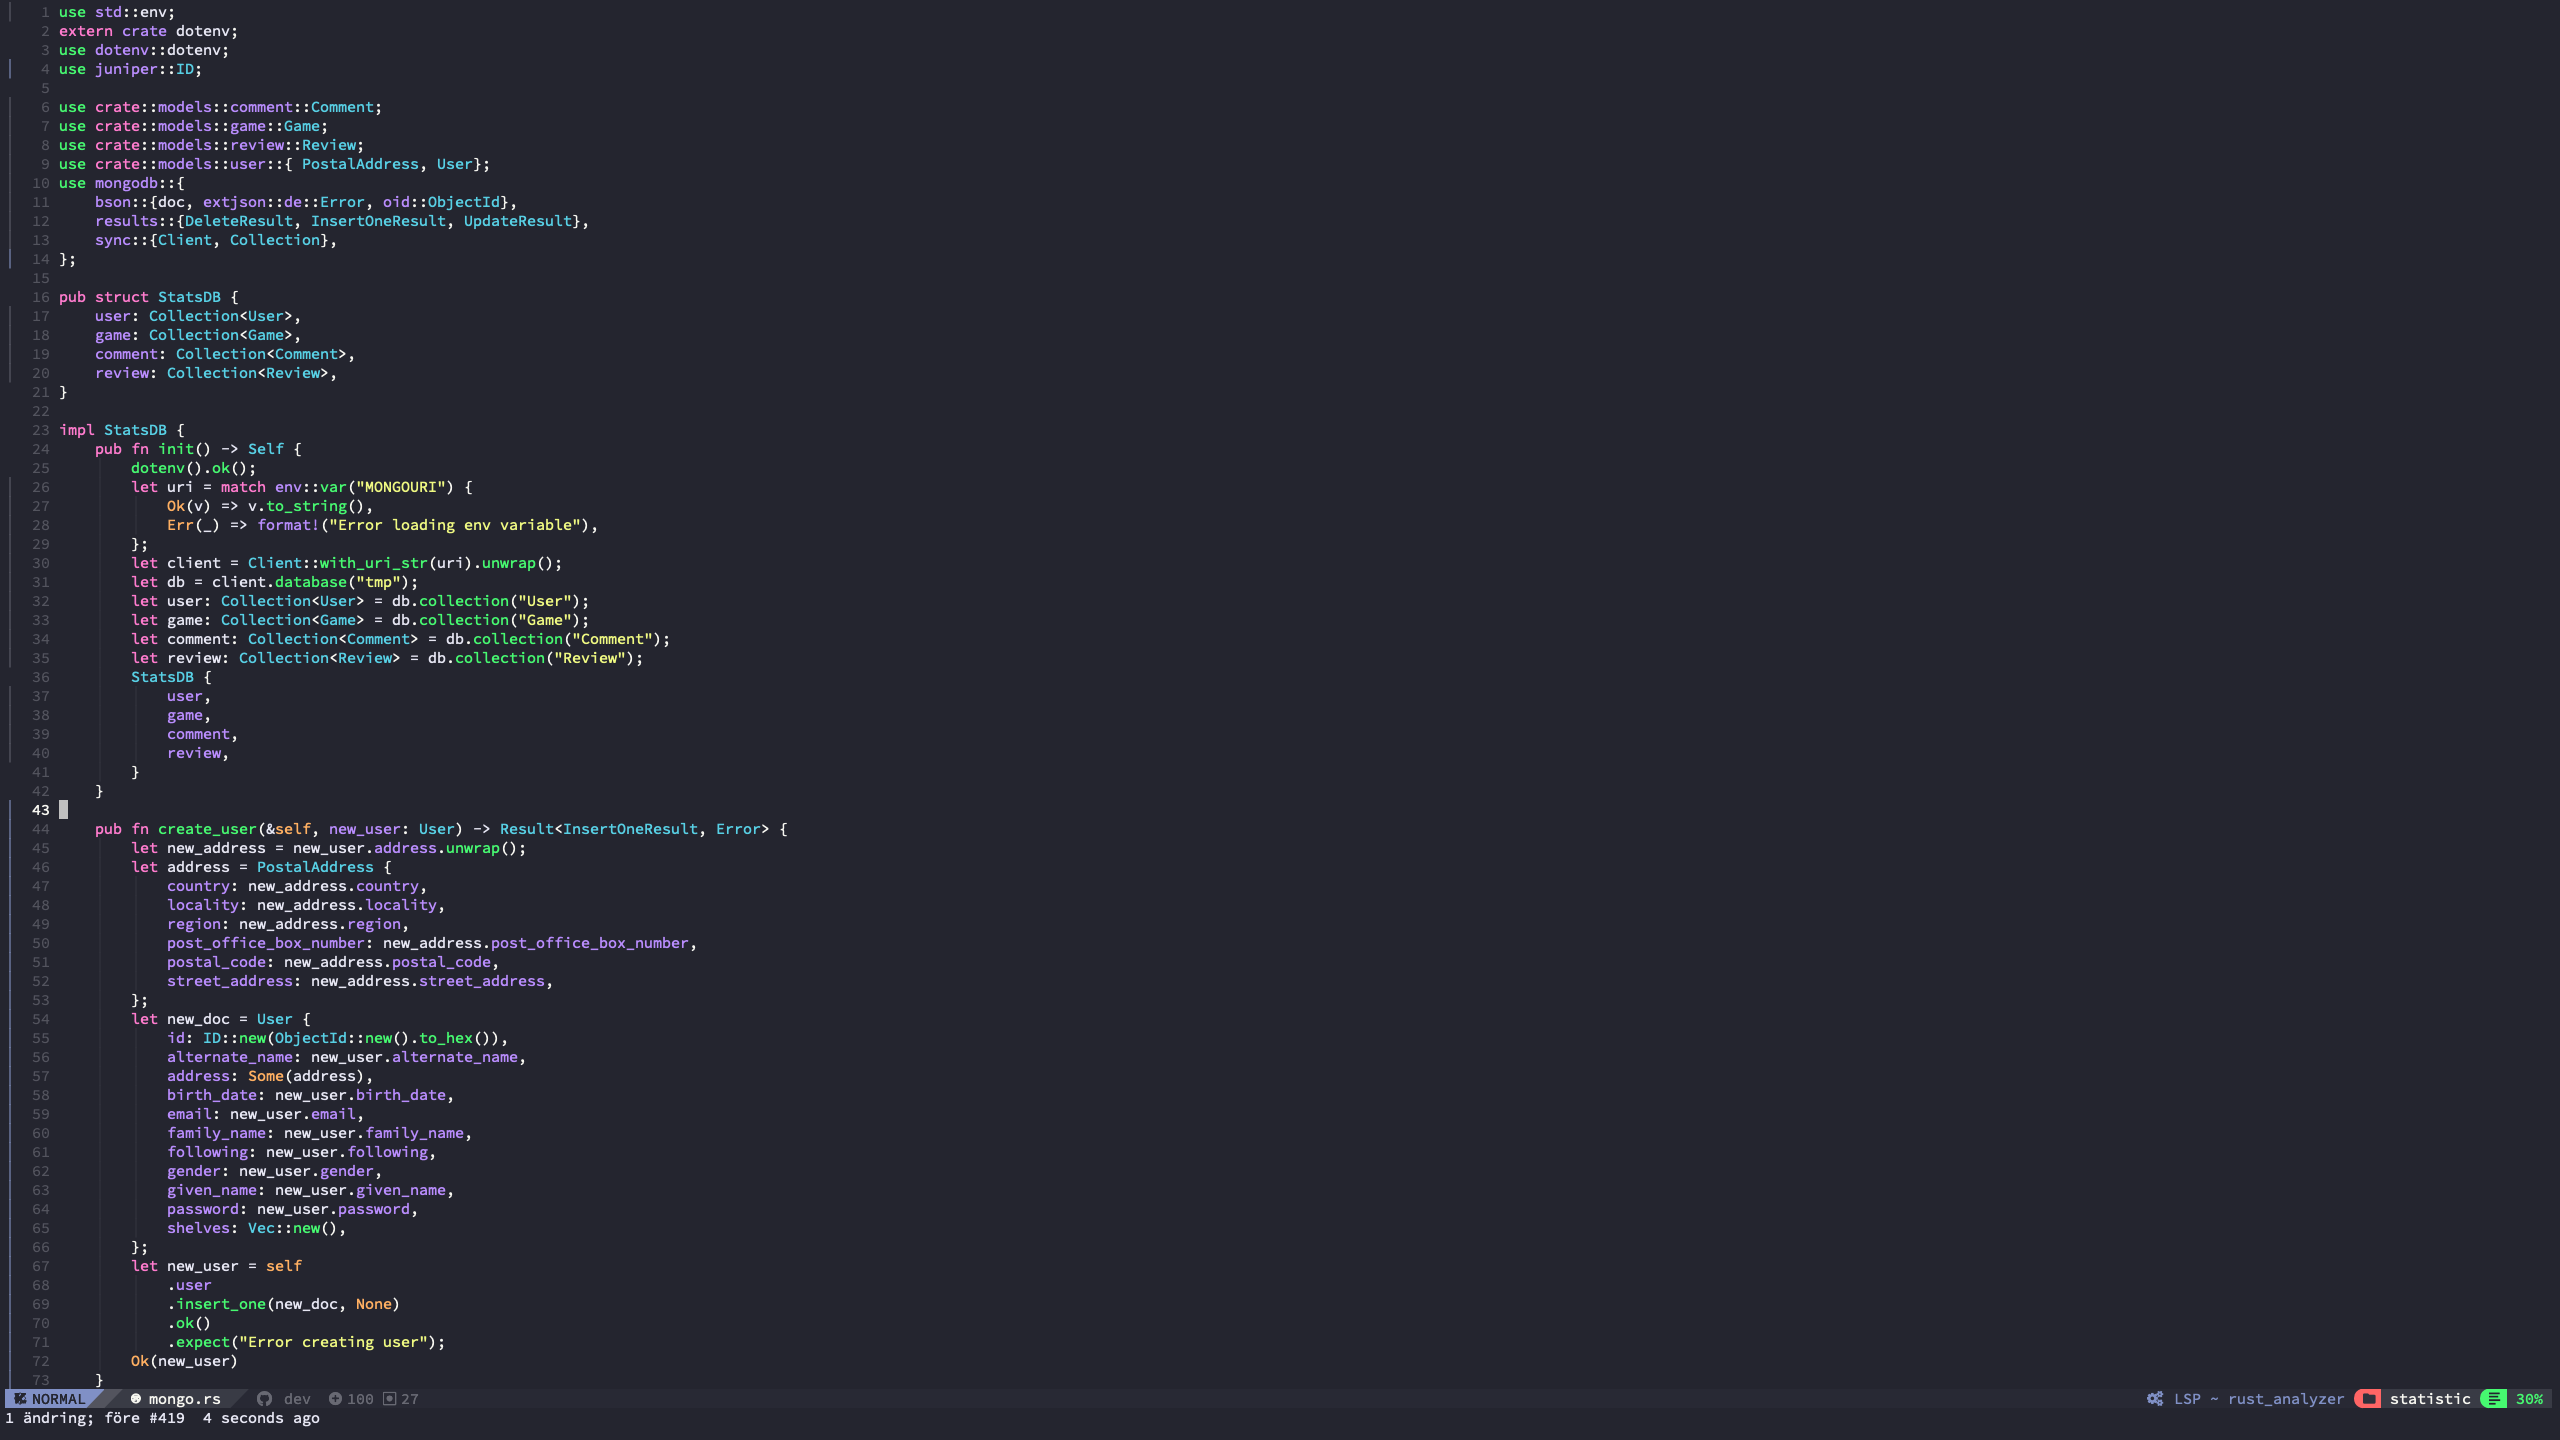 1 use std::env;
2 extern crate dotenv;
3 use dotenv::dotenv;
4 use juniper::ID;
5
6 use crate::models::comment::Comment;
7 use crate::models::game::Game;
8 use crate::models::review::Review;
9 use crate::models::user::{ PostalAddress, User};
10 use mongodb::{
11     bson::{doc, extjson::de::Error, oid::ObjectId},
12     results::{DeleteResult, InsertOneResult, UpdateResult},
13     sync::{Client, Collection},
14 };
15
16 pub struct StatsDB {
17     user: Collection<User>,
18     game: Collection<Game>,
19     comment: Collection<Comment>,
20     review: Collection<Review>,
21 }
22
23 impl StatsDB {
24     pub fn init() -> Self {
25         dotenv().ok();
26         let uri = match env::var("MONGOURI") {
27             Ok(v) => v.to_string(),
28             Err(_) => format!("Error loading env variable"),
29         };
30         let client = Client::with_uri_str(uri).unwrap();
31         let db = client.database("tmp");
32         let user: Collection<User> = db.collection("User");
33         let game: Collection<Game> = db.collection("Game");
34         let comment: Collection<Comment> = db.collection("Comment");
35         let review: Collection<Review> = db.collection("Review");
36         StatsDB {
37             user,
38             game,
39             comment,
40             review,
41         }
42     }
43
44     pub fn create_user(&self, new_user: User) -> Result<InsertOneResult, Error> {
45         let new_address = new_user.address.unwrap();
46         let address = PostalAddress {
47             country: new_address.country,
48             locality: new_address.locality,
49             region: new_address.region,
50             post_office_box_number: new_address.post_office_box_number,
51             postal_code: new_address.postal_code,
52             street_address: new_address.street_address,
53         };
54         let new_doc = User {
55             id: ID::new(ObjectId::new().to_hex()),
56             alternate_name: new_user.alternate_name,
57             address: Some(address),
58             birth_date: new_user.birth_date,
59             email: new_user.email,
60             family_name: new_user.family_name,
61             following: new_user.following,
62             gender: new_user.gender,
63             given_name: new_user.given_name,
64             password: new_user.password,
65             shelves: Vec::new(),
66         };
67         let new_user = self
68             .user
69             .insert_one(new_doc, None)
70             .ok()
71             .expect("Error creating user");
72         Ok(new_user)
73     }
NORMAL mongo.rs dev 100 27 LSP ~ rust_analyzer statistic 30%
1 ändring; före #419  4 seconds ago